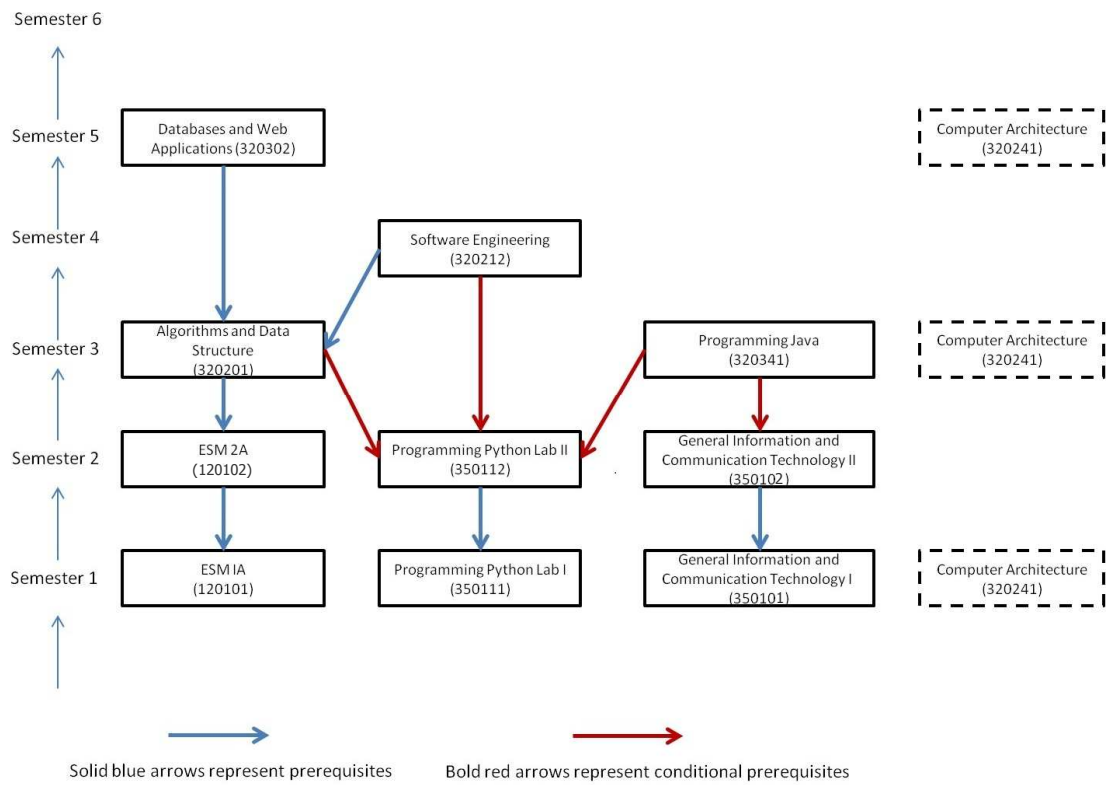 Semester 6
Semester 5
Databases and Web
Applications (320302)
Computer Architecture
(320241)
Semester 4
Software Engineering
(320212)
Semester 3
Algorithms and Data
Structure
(320201)
Programming Java
(320341)
Computer Architecture
(320241)
Semester 2
ESM 2A
(120102)
Programming Python Lab II
(350112)
General Information and
Communication Technology II
(350102)
Semester 1
ESM IA
(120101)
Programming Python Lab I
(350111)
General Information and
Communication Technology I
(350101)
Computer Architecture
(320241)
Solid blue arrows represent prerequisites
Bold red arrows represent conditional prerequisites